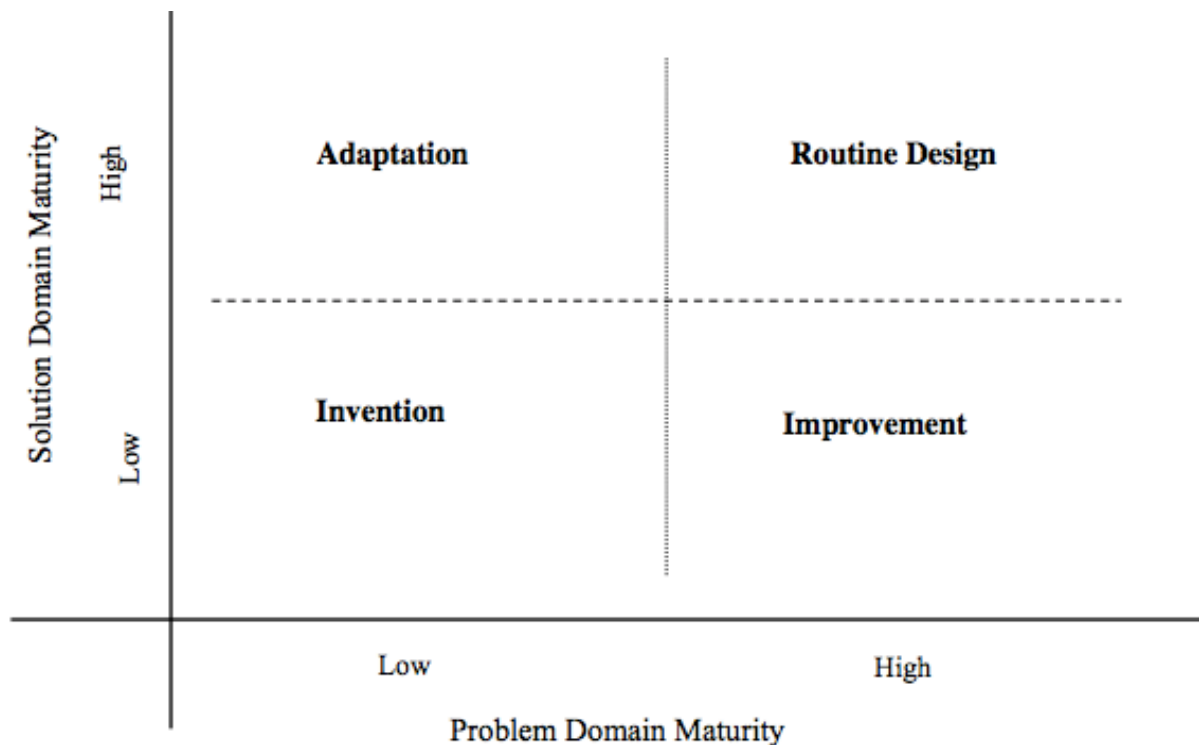 Solution Domain Maturity
High
Low
Adaptation
Routine Design
Invention
Improvement
Low
High
Problem Domain Maturity